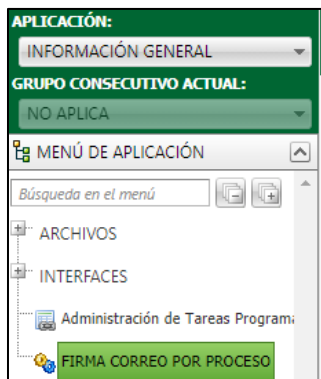 APLICACIÓN:
INFORMACIÓN GENERAL
GRUPO CONSECUTIVO ACTUAL:
NO APLICA
MENÚ DE APLICACIÓN
Búsqueda en el menú
ARCHIVOS
INTERFACES
Administración de Tareas Programa
FIRMA CORREO POR PROCESO